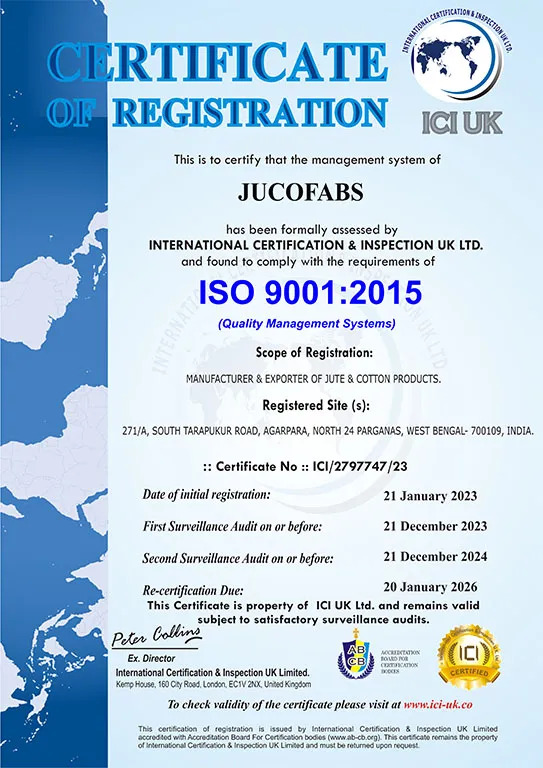 CERTIFICATE
OF REGISTRATION
INTERNATIONAL CERTIFICATION & INSPECTION UK LTD.
ICI UK
This is to certify that the management system of
JUCOFABS
has been formally assessed by
INTERNATIONAL CERTIFICATION & INSPECTION UK LTD.
and found to comply with the requirements of
ISO 9001:2015
(Quality Management Systems)
Scope of Registration:
MANUFACTURER & EXPORTER OF JUTE & COTTON PRODUCTS.
Registered Site (s):
271/A, SOUTH TARAPUKUR ROAD, AGARPARA, NORTH 24 PARGANAS, WEST BENGAL- 700109, INDIA.
:: Certificate No :: ICI/2797747/23
Date of initial registration: 21 January 2023
First Surveillance Audit on or before: 21 December 2023
Second Surveillance Audit on or before: 21 December 2024
Re-certification Due: 20 January 2026
This Certificate is property of ICI UK Ltd. and remains valid
subject to satisfactory surveillance audits.
Peter Collins
Ex. Director
International Certification & Inspection UK Limited.
Kemp House, 160 City Road, London, EC1V 2NX, United Kingdom
AB
CB
ACCREDITATION
BOARD FOR
CERTIFICATION
BODIES
ICI
CERTIFIED
To check validity of the certificate please visit at www.ici-uk.co
This certification of registration is issued by International Certification & Inspection UK Limited
accredited with Accreditation Board For Certification bodies (www.ab-cb.org). This certificate remains the property
of International Certification & Inspection UK Limited and must be returned upon request.